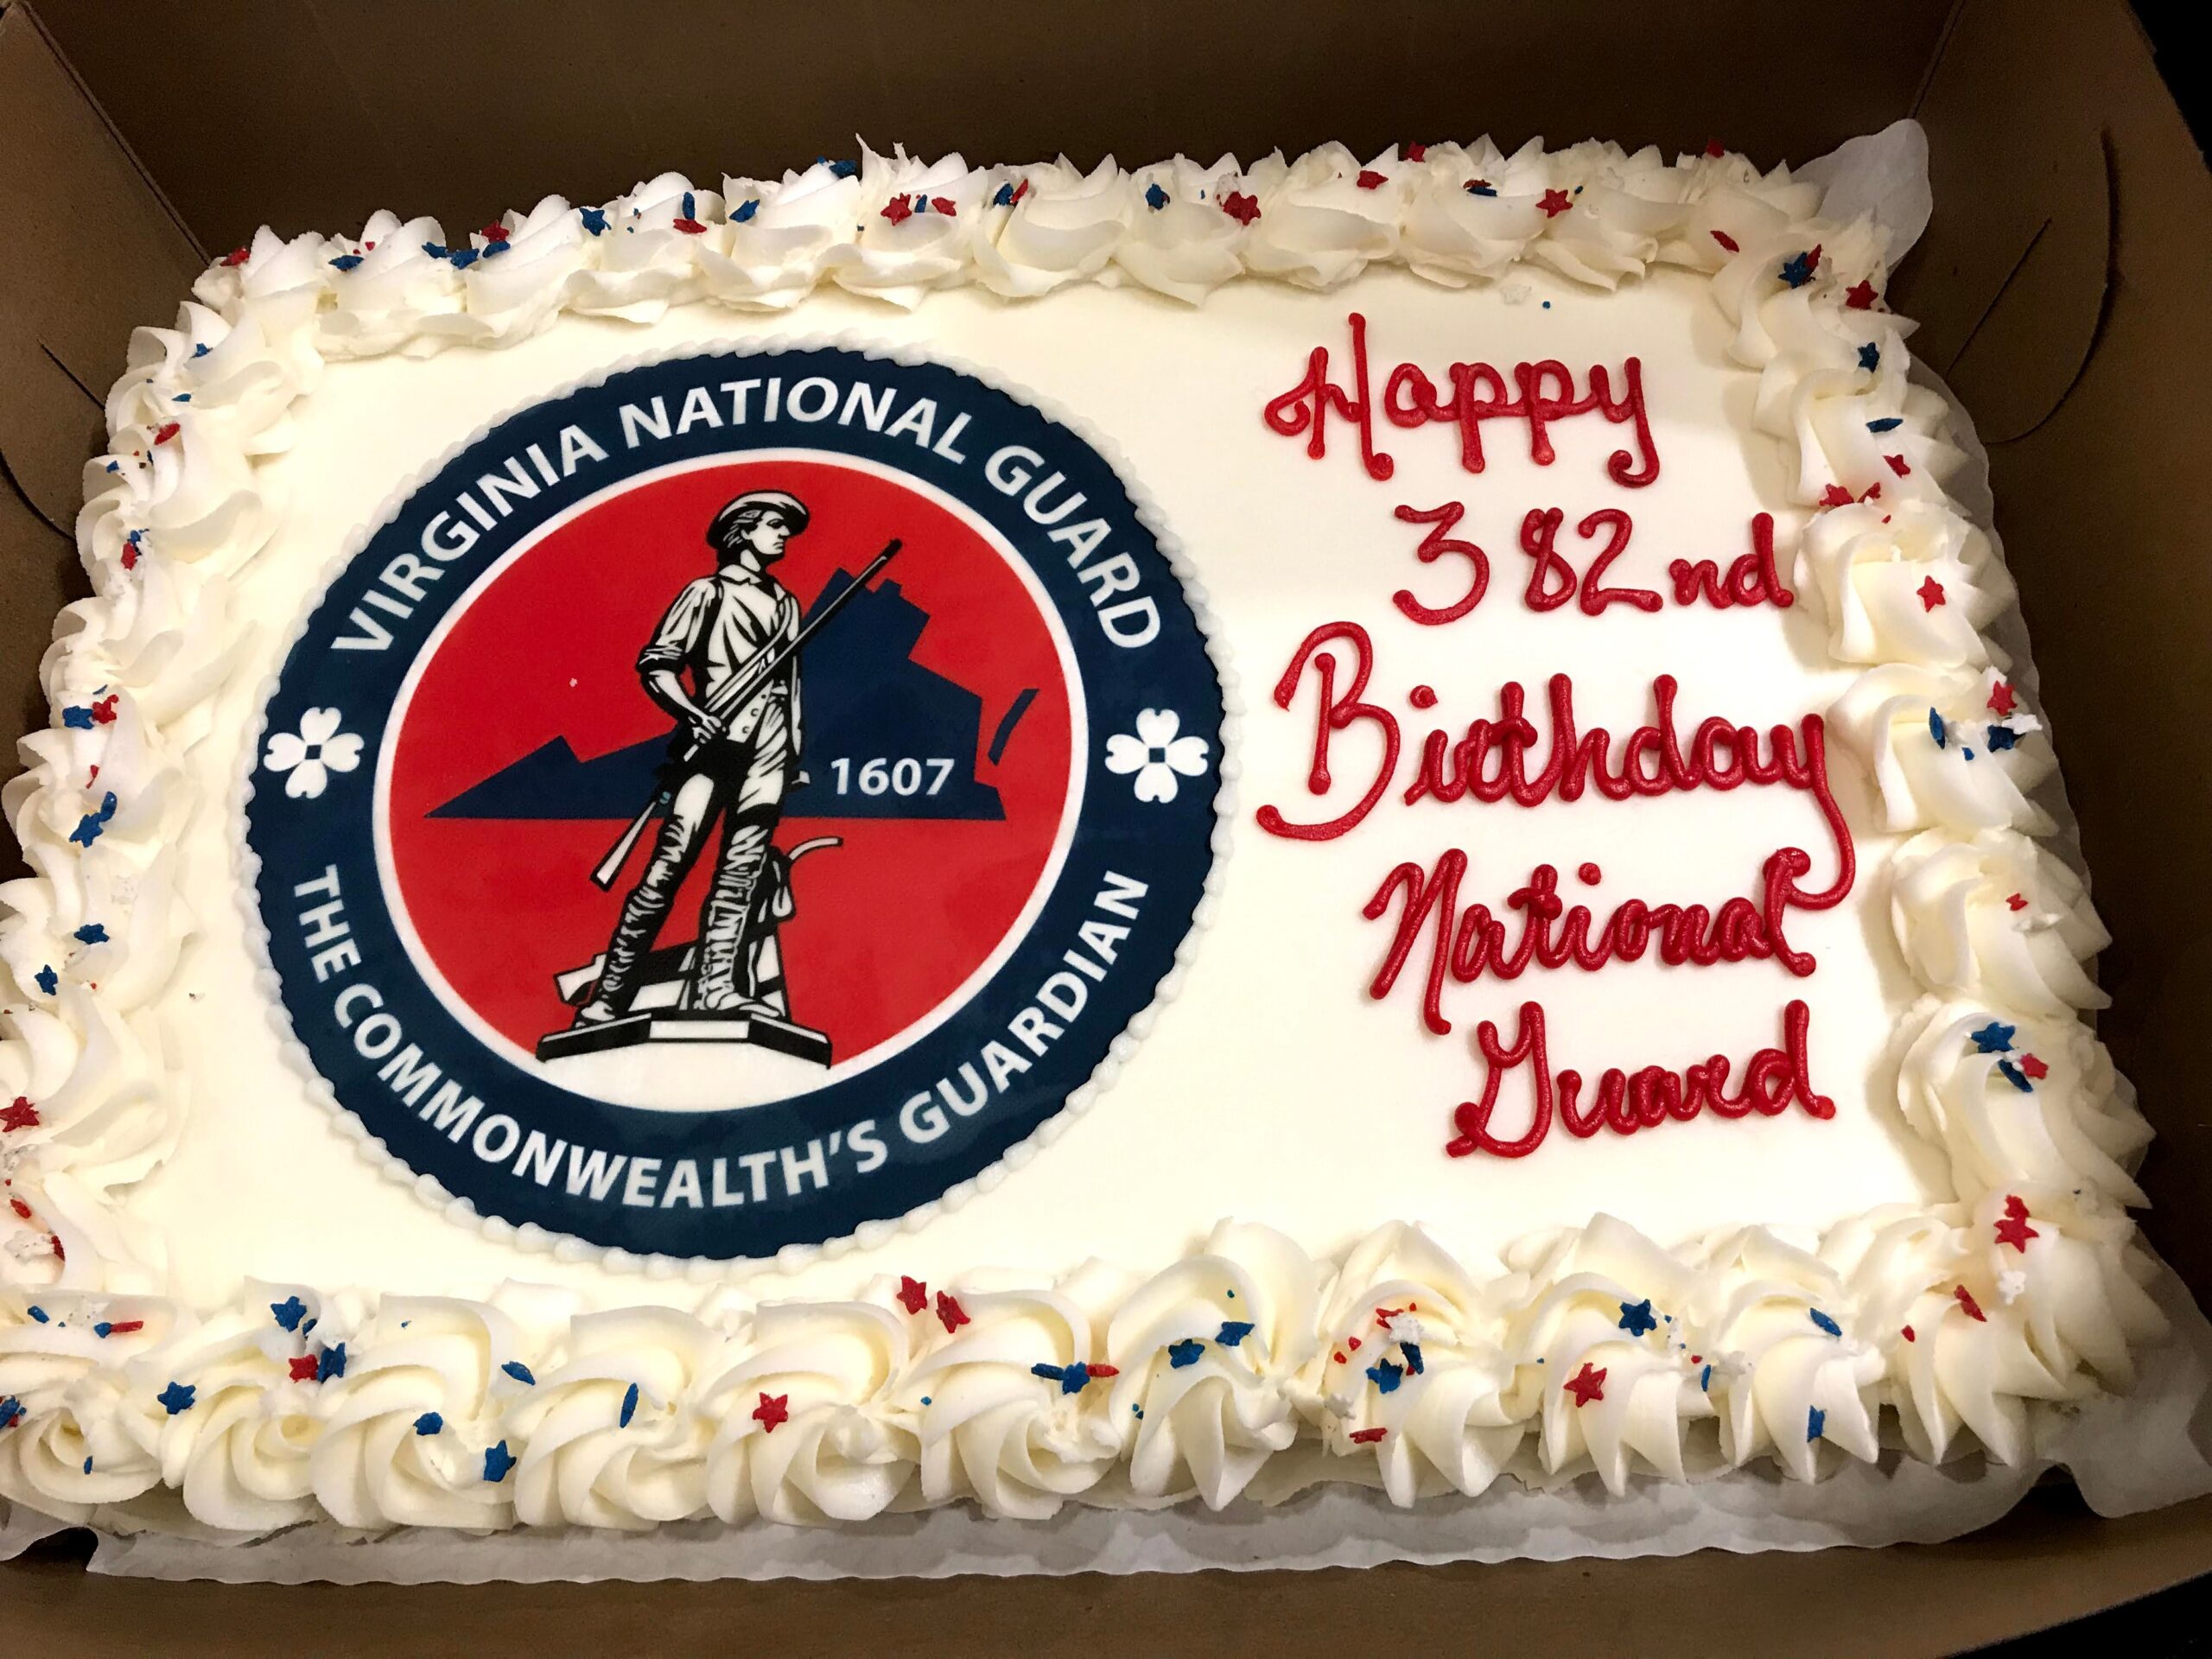 VIRGINIA NATIONAL GUARD
1607
THE COMMONWEALTH'S GUARDIAN
Happy
382nd
Birthday
National
Guard